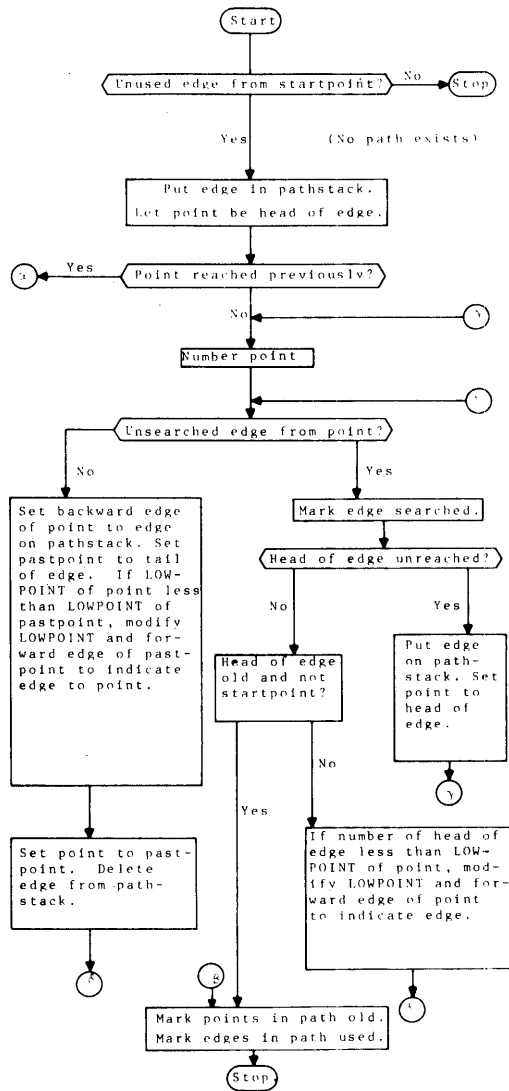 Start
Unused edge from startpoint?
No
Stop
Yes
(No path exists)
Put edge in pathstack.
Let point be head of edge.
Yes
Point reached previously?
No
Number point
Unsearched edge from point?
No
Yes
Set backward edge
of point to edge
on pathstack. Set
pastpoint to tail
of edge. If LOW-
POINT of point less
than LOWPOINT of
pastpoint, modify
LOWPOINT and for-
ward edge of past-
point to indicate
edge to point.
Mark edge searched.
Head of edge unreached?
No
Yes
Head of edge
old and not
startpoint?
Put edge
on path-
stack. Set
point to
head of
edge.
γ
No
Yes
Set point to past-
point. Delete
edge from path-
stack.
If number of head of
edge less than LOW-
POINT of point, mod-
ify LOWPOINT and for-
ward edge of point
to indicate edge.
Mark points in path old.
Mark edges in path used.
Stop